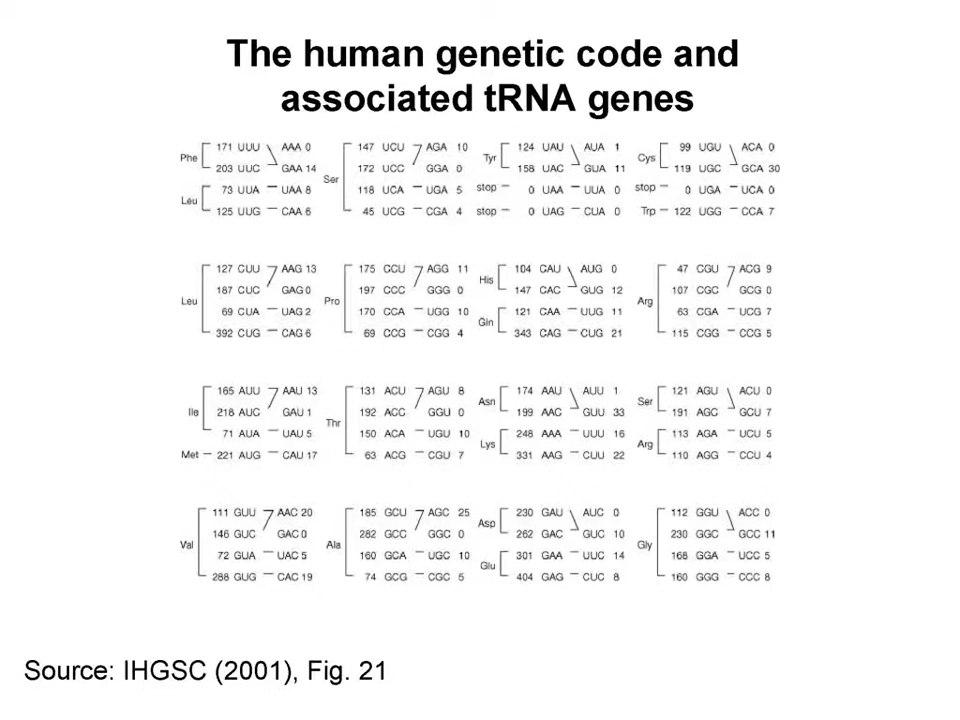 The human genetic code and
associated tRNA genes
Phe 171 UUU AAA 0
203 UUC GAA 14
Leu 73 UUA UAA 8
125 UUG CAA 6
Ser 147 UCU AGA 10
172 UCC GGA 0
118 UCA UGA 5
45 UCG CGA 4
Tyr 124 UAU AUA 1
158 UAC GUA 11
stop 0 UAA UUA 0
stop 0 UAG CUA 0
Cys 99 UGU ACA 0
119 UGC GCA 30
stop 0 UGA UCA 0
Trp 122 UGG CCA 7
Leu 127 CUU AAG 13
187 CUC GAG 0
69 CUA UAG 2
392 CUG CAG 6
Pro 175 CCU AGG 11
197 CCC GGG 0
170 CCA UGG 10
69 CCG CGG 4
His 104 CAU AUG 0
147 CAC GUG 12
Gln 121 CAA UUG 11
343 CAG CUG 21
Arg 47 CGU ACG 9
107 CGC GCG 0
63 CGA UCG 7
115 CGG CCG 5
Ile 165 AUU AAU 13
218 AUC GAU 1
71 AUA UAU 5
Met 221 AUG CAU 17
Thr 131 ACU AGU 8
192 ACC GGU 0
150 ACA UGU 10
63 ACG CGU 7
Asn 174 AAU AUU 1
199 AAC GUU 33
Lys 248 AAA UUU 16
331 AAG CUU 22
Ser 121 AGU ACU 0
191 AGC GCU 7
Arg 113 AGA UCU 5
110 AGG CCU 4
Val 111 GUU AAC 20
146 GUC GAC 0
72 GUA UAC 5
288 GUG CAC 19
Ala 185 GCU AGC 25
282 GCC GGC 0
160 GCA UGC 10
74 GCG CGC 5
Asp 230 GAU AUC 0
262 GAC GUC 10
Glu 301 GAA UUC 14
404 GAG CUC 8
Gly 112 GGU ACC 0
230 GGC GCC 11
168 GGA UCC 5
160 GGG CCC 8
Source: IHGSC (2001), Fig. 21